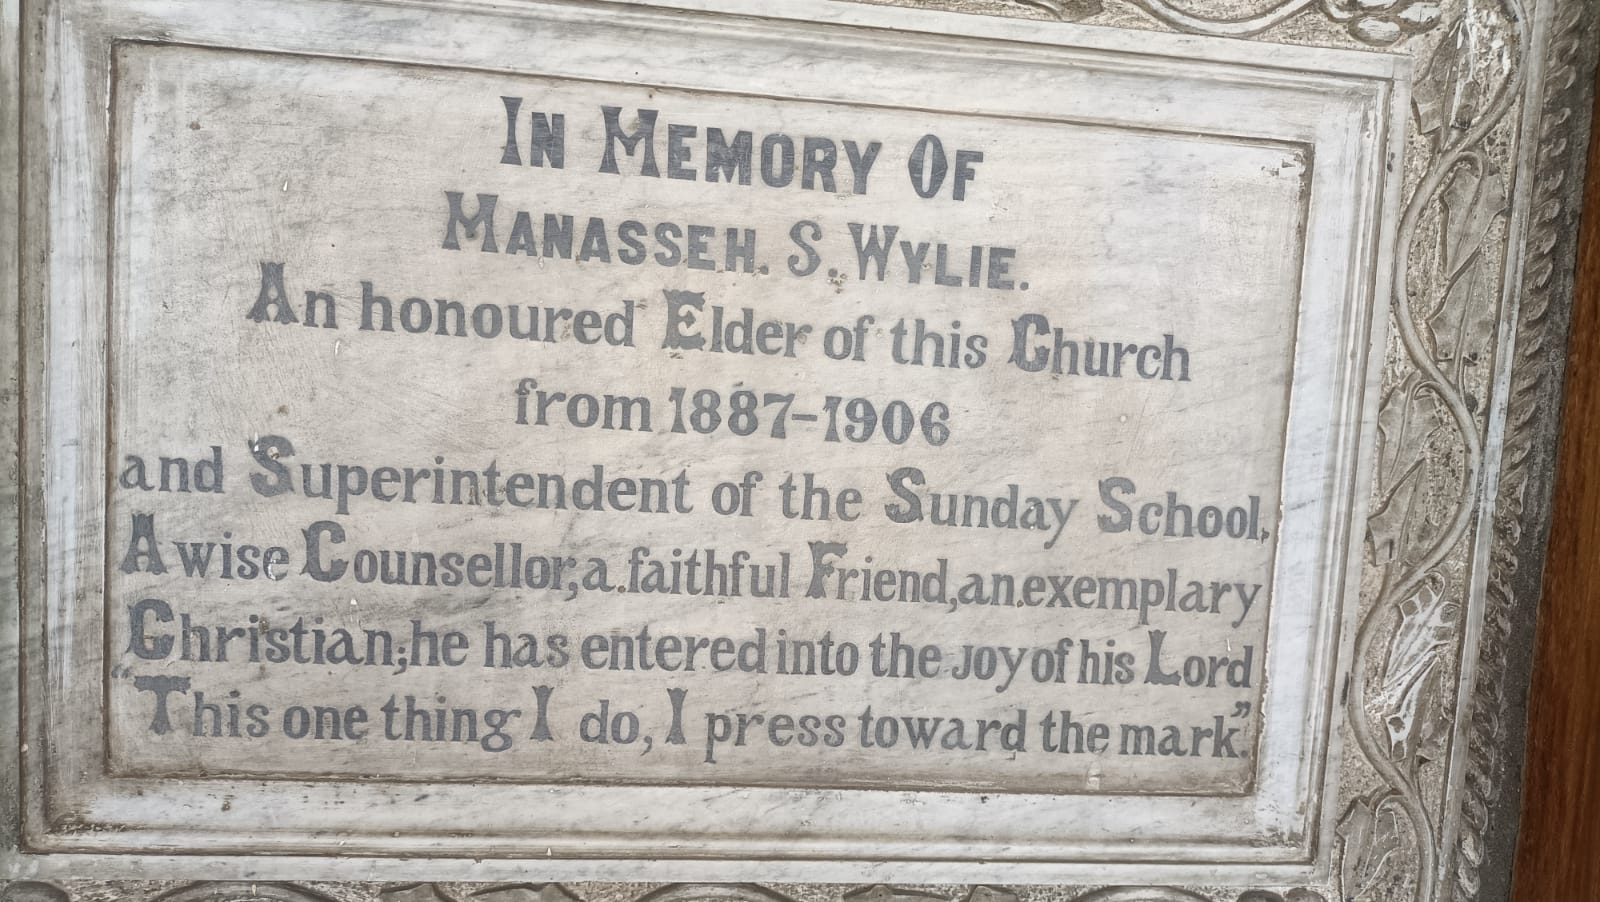 IN MEMORY OF
MANASSEH. S. WYLIE.
An honoured Elder of this Church
from 1887-1906
and Superintendent of the Sunday School,
A wise Counsellor; a faithful Friend, an exemplary
Christian; he has entered into the joy of his Lord
"This one thing I do, I press toward the mark."